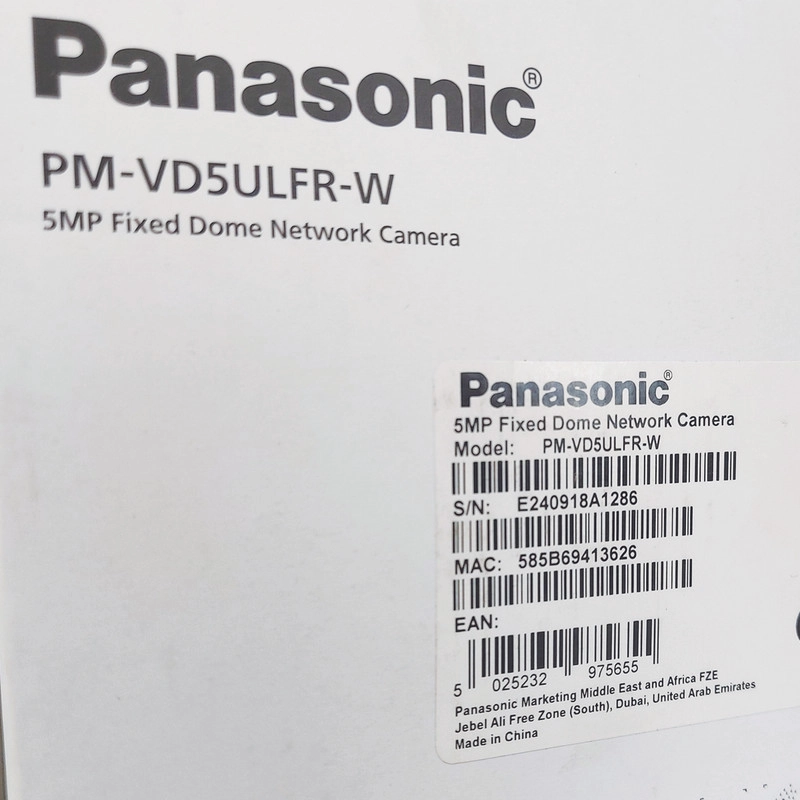 Panasonic®
PM-VD5ULFR-W
5MP Fixed Dome Network Camera
Panasonic®
5MP Fixed Dome Network Camera
Model: PM-VD5ULFR-W
S/N: E240918A1286
MAC: 585B69413626
EAN:
5 025232 975655
Panasonic Marketing Middle East and Africa FZE
Jebel Ali Free Zone (South), Dubai, United Arab Emirates
Made in China